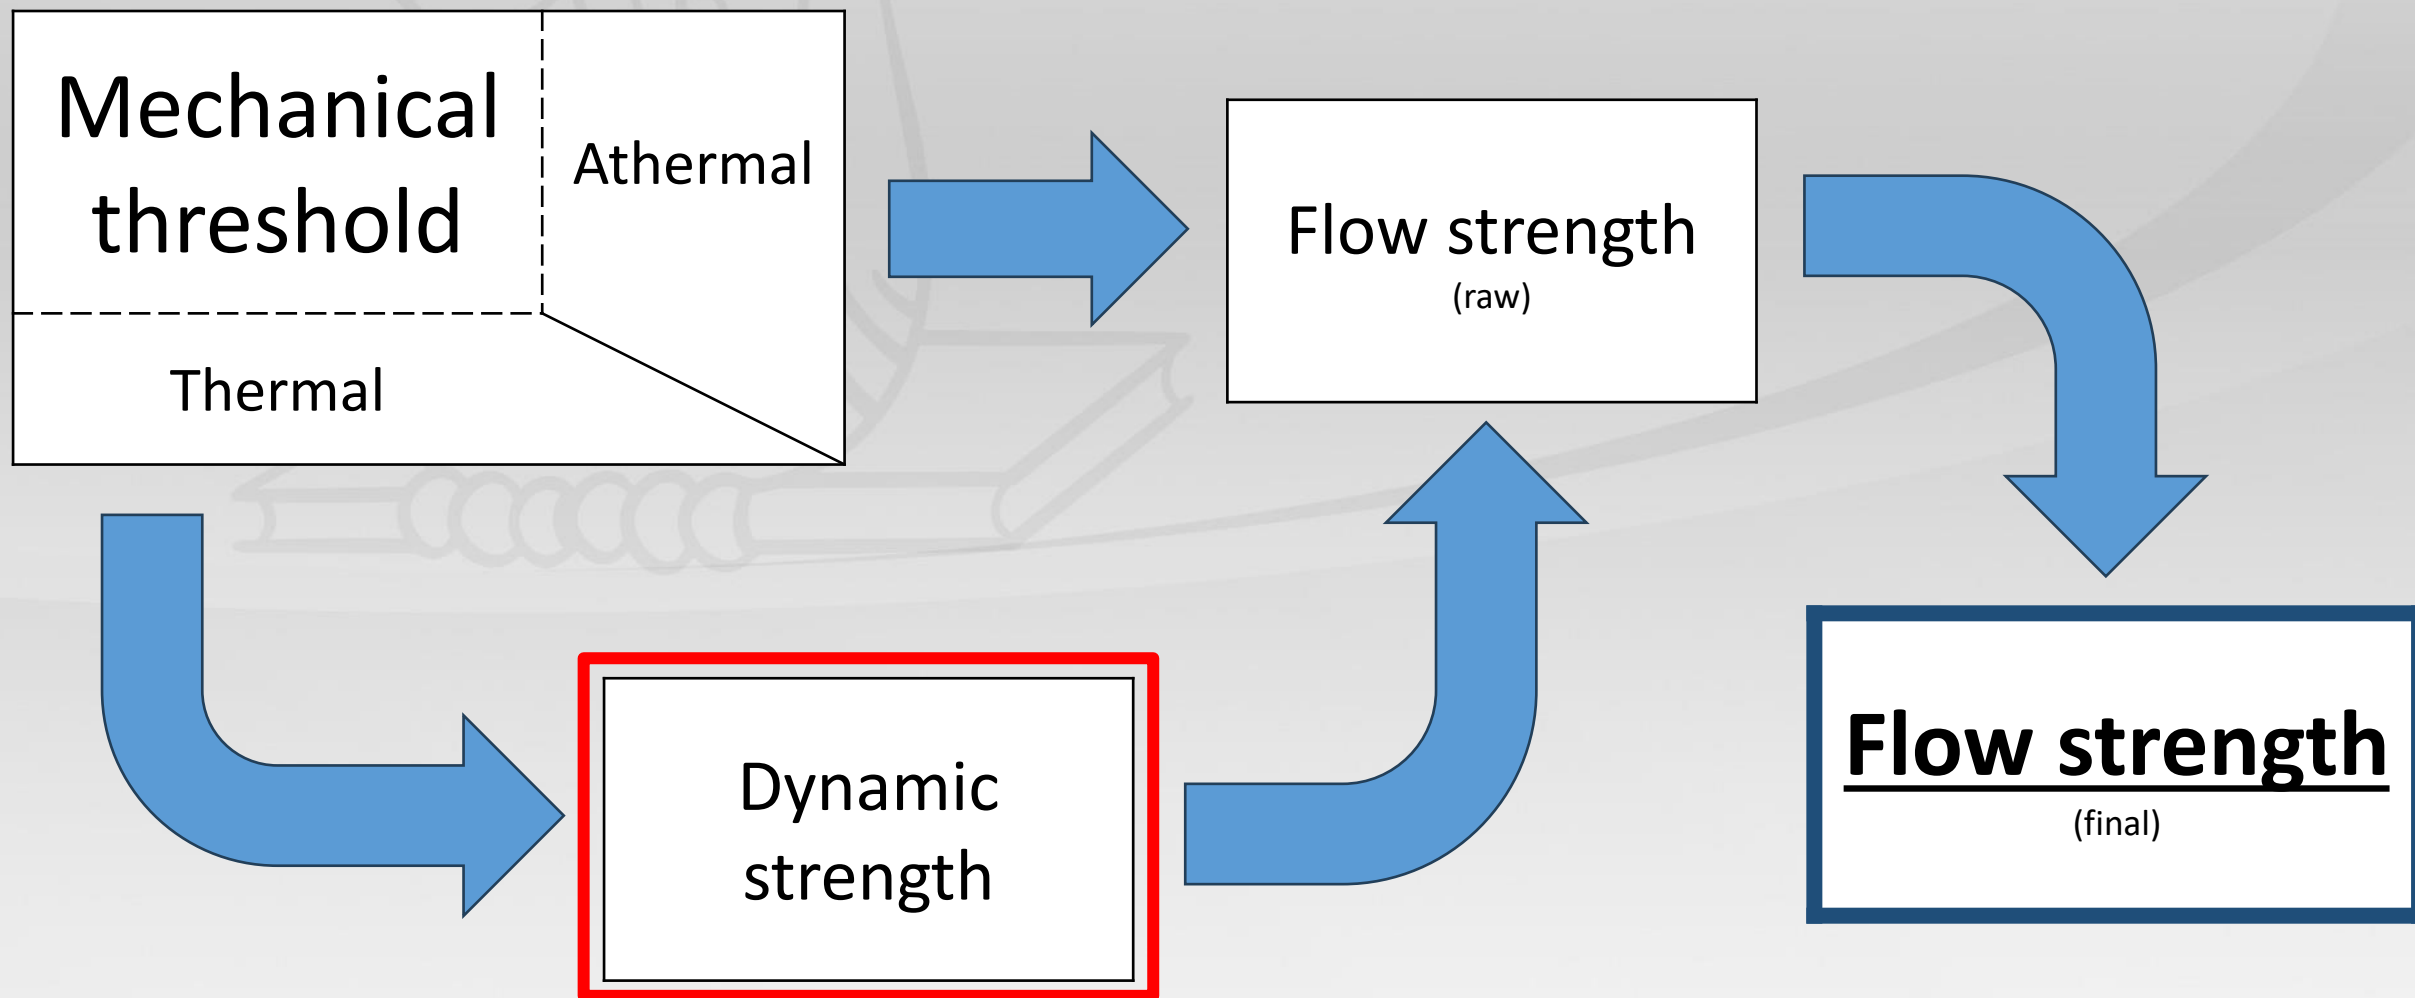 Mechanical
threshold
Athermal
Thermal
Flow strength
(raw)
Dynamic
strength
Flow strength
(final)